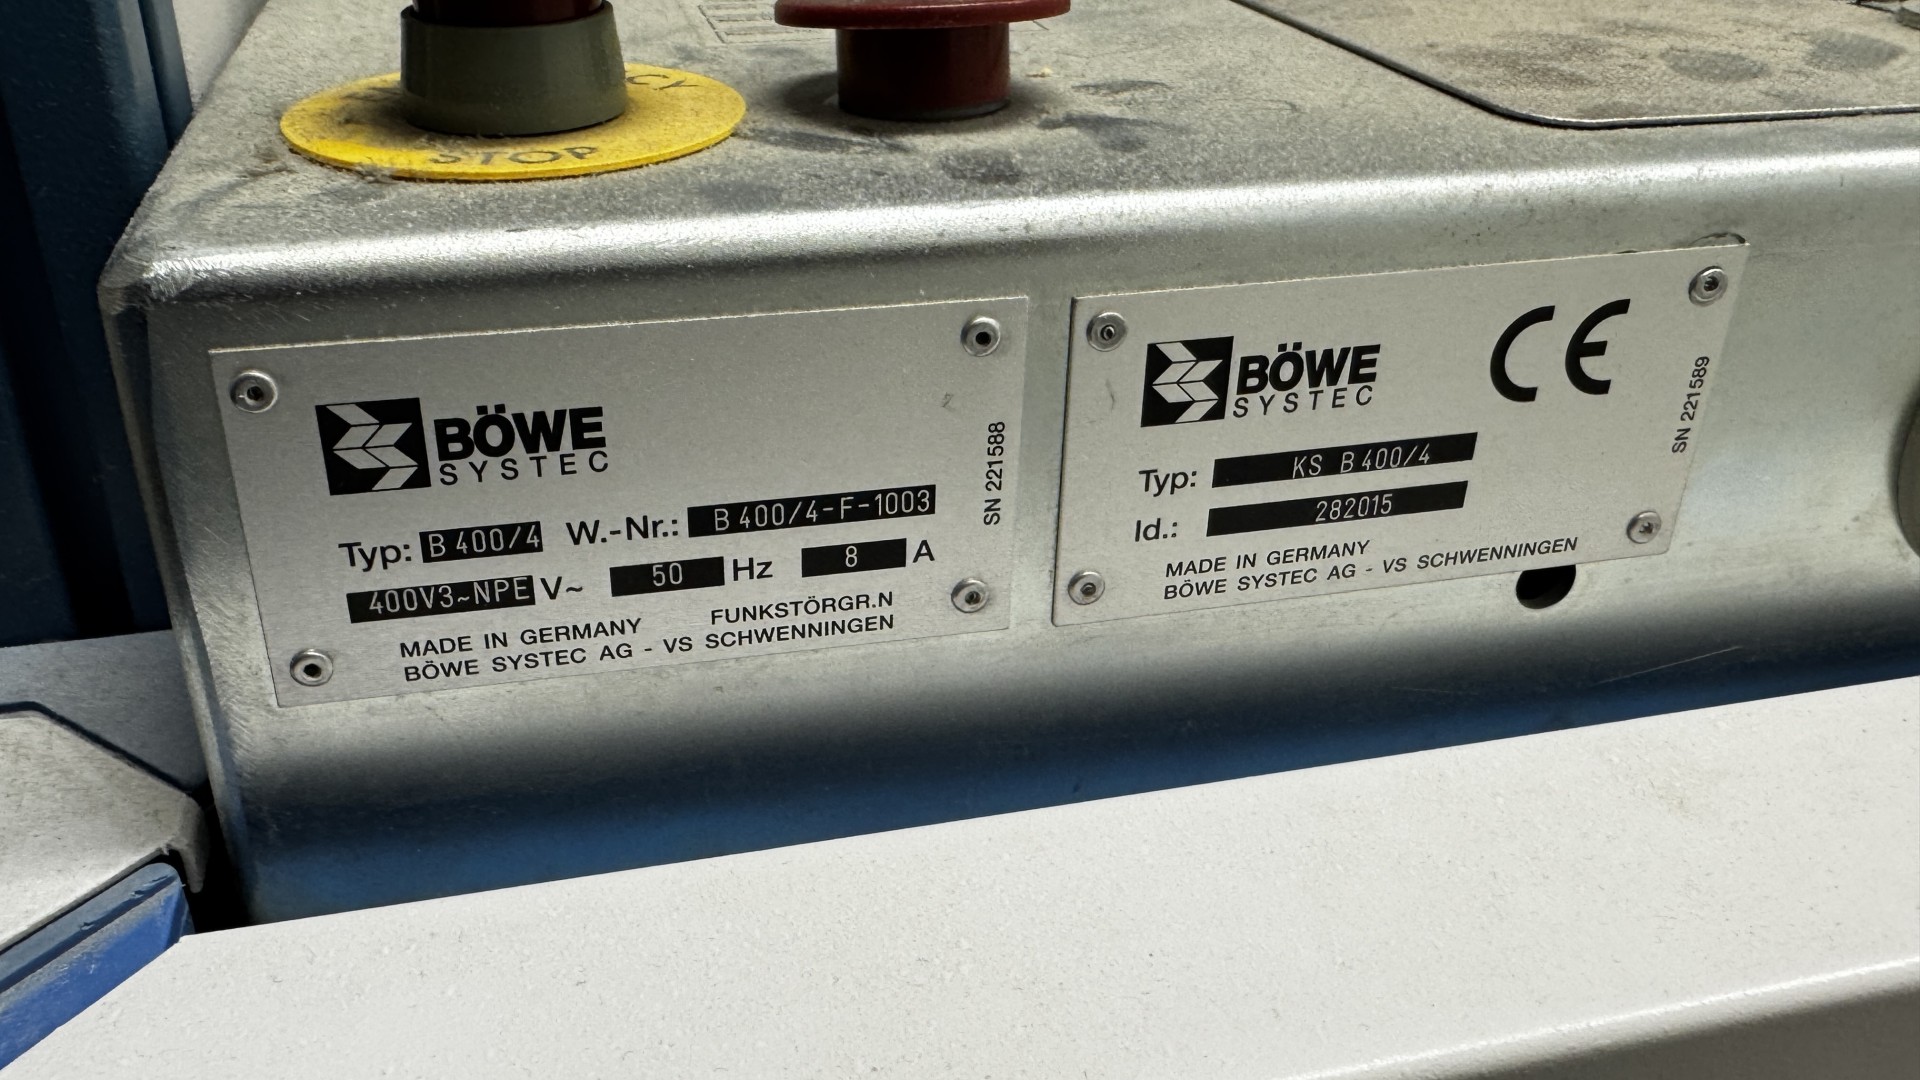 CY
STOP
BÖWE
SYSTEC
Typ: B 400/4 W.-Nr.: B 400/4-F-1003
400V3~NPE V~ 50 Hz 8 A
MADE IN GERMANY FUNKSTÖRGR.N
BÖWE SYSTEC AG - VS SCHWENNINGEN
SN 221588
BÖWE
SYSTEC
CE
Typ: KS B 400/4
Id.: 282015
MADE IN GERMANY
BÖWE SYSTEC AG - VS SCHWENNINGEN
SN 221589